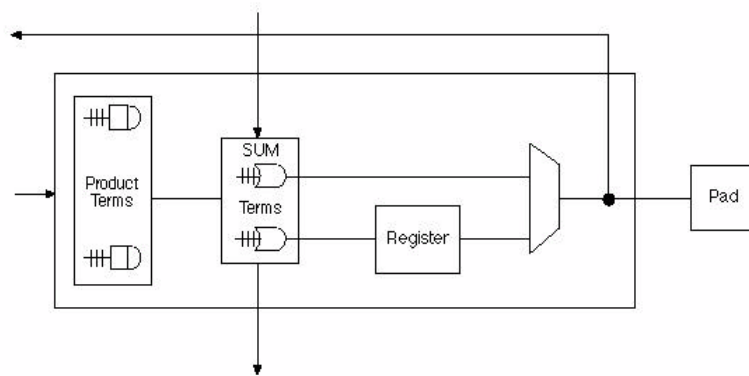 Product
Terms
SUM
Terms
Register
Pad